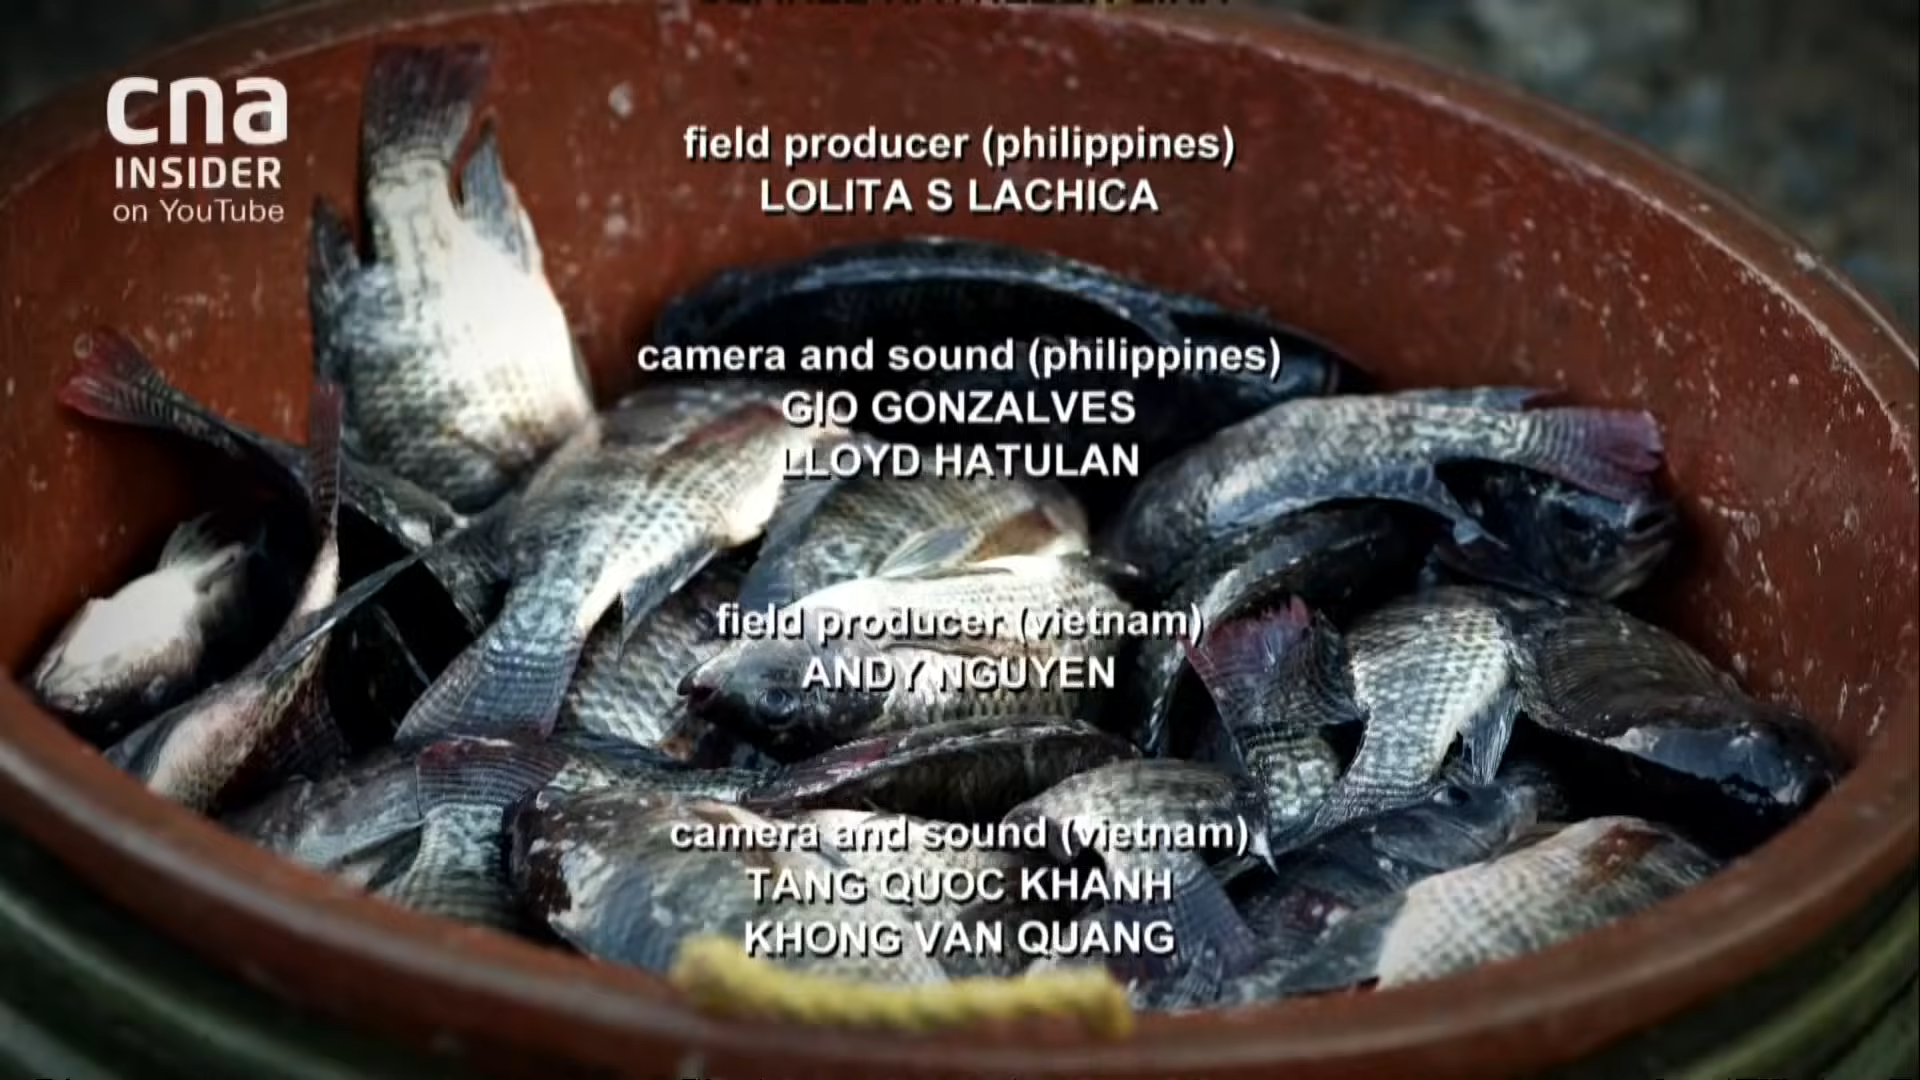 cna
INSIDER
on YouTube
field producer (philippines)
LOLITA S LACHICA
camera and sound (philippines)
GIO GONZALVES
LLOYD HATULAN
field producer (vietnam)
ANDY NGUYEN
camera and sound (vietnam)
TANG QUOC KHANH
KHONG VAN QUANG